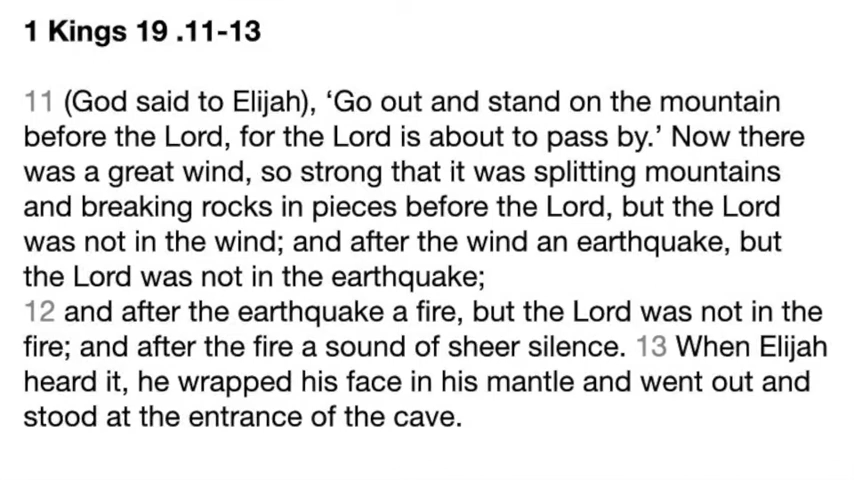 1 Kings 19 .11-13
11 (God said to Elijah), ‘Go out and stand on the mountain
before the Lord, for the Lord is about to pass by.’ Now there
was a great wind, so strong that it was splitting mountains
and breaking rocks in pieces before the Lord, but the Lord
was not in the wind; and after the wind an earthquake, but
the Lord was not in the earthquake;
12 and after the earthquake a fire, but the Lord was not in the
fire; and after the fire a sound of sheer silence. 13 When Elijah
heard it, he wrapped his face in his mantle and went out and
stood at the entrance of the cave.